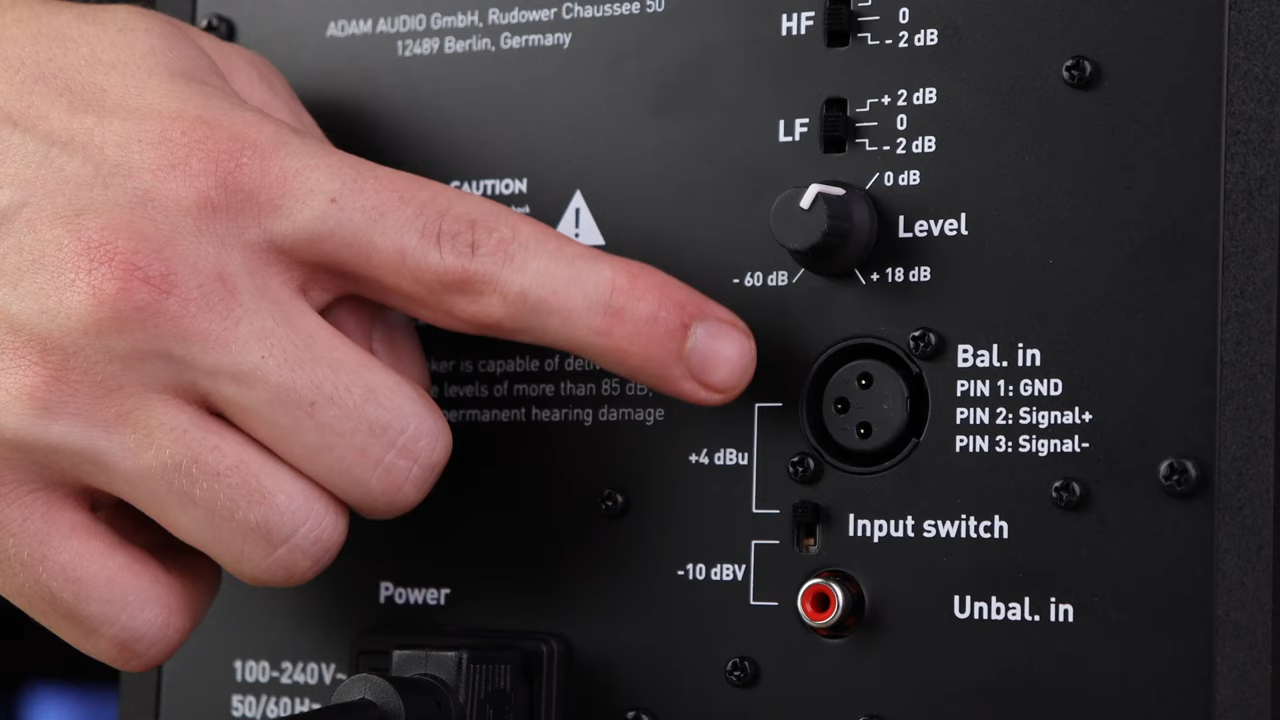 ADAM AUDIO GmbH, Rudower Chaussee 50
12489 Berlin, Germany
HF
0
- 2 dB
LF
+ 2 dB
0
- 2 dB
CAUTION
0 dB
Level
- 60 dB
+ 18 dB
is capable of
levels of more than 85 dB,
permanent hearing damage
Bal. in
PIN 1: GND
PIN 2: Signal+
PIN 3: Signal-
+4 dBu
Input switch
-10 dBV
Unbal. in
Power
100-240V~
50/60Hz